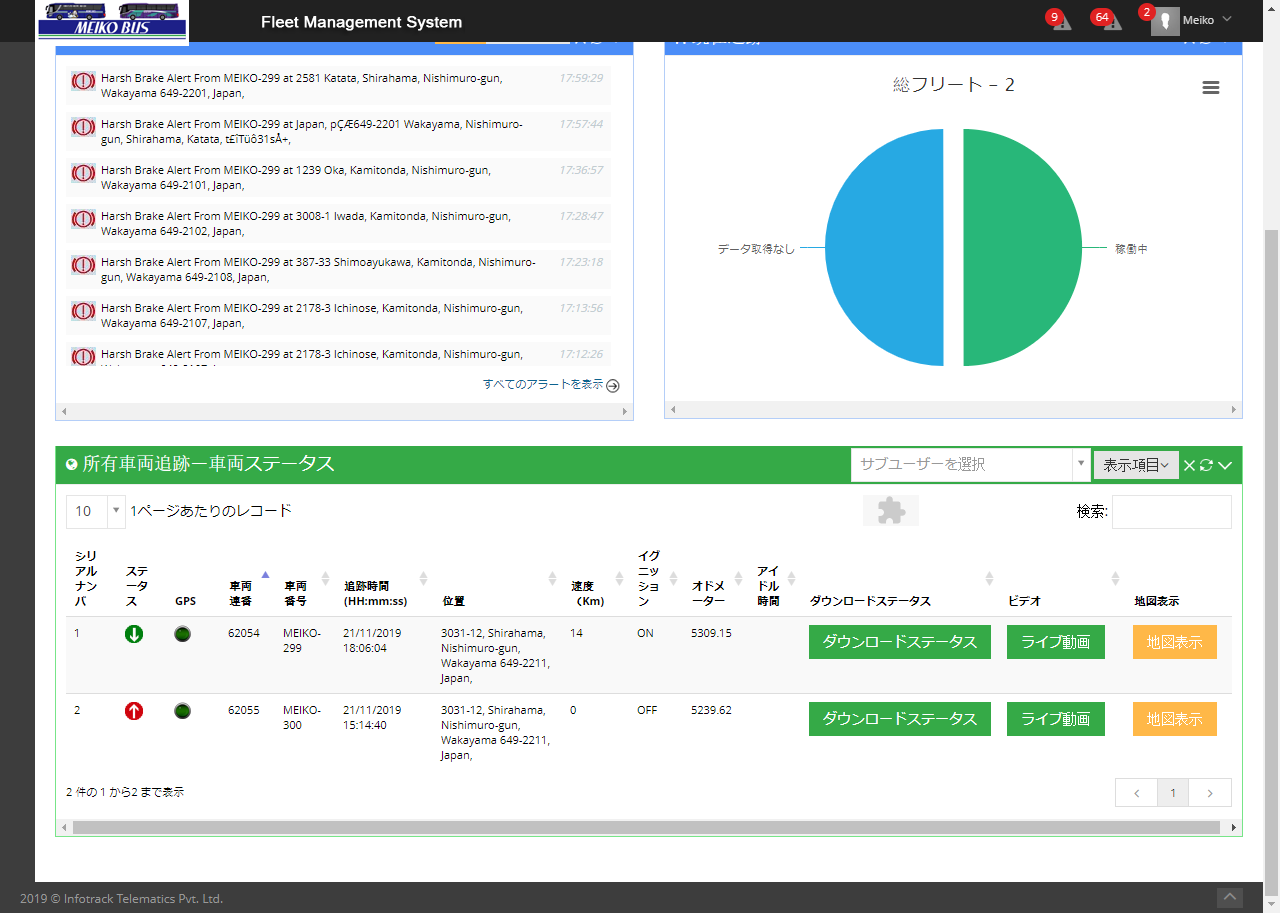 MEIKO BUS
Fleet Management System
9
64
2
Meiko
Harsh Brake Alert From MEIKO-299 at 2581 Katata, Shirahama, Nishimuro-gun,
Wakayama 649-2201, Japan,
17:59:29
Harsh Brake Alert From MEIKO-299 at Japan, pÇÆ649-2201 Wakayama, Nishimuro-
gun, Shirahama, Katata, t£ÎTüô31sÅ+,
17:57:44
Harsh Brake Alert From MEIKO-299 at 1239 Oka, Kamitonda, Nishimuro-gun,
Wakayama 649-2101, Japan,
17:36:57
Harsh Brake Alert From MEIKO-299 at 3008-1 Iwada, Kamitonda, Nishimuro-gun,
Wakayama 649-2102, Japan,
17:28:47
Harsh Brake Alert From MEIKO-299 at 387-33 Shimoayukawa, Kamitonda, Nishimuro-
gun, Wakayama 649-2108, Japan,
17:23:18
Harsh Brake Alert From MEIKO-299 at 2178-3 Ichinose, Kamitonda, Nishimuro-gun,
Wakayama 649-2107, Japan,
17:13:56
Harsh Brake Alert From MEIKO-299 at 2178-3 Ichinose, Kamitonda, Nishimuro-gun,
17:12:26
すべてのアラートを表示
総フリート – 2
データ取得なし
稼働中
所有車両追跡ー車両ステータス
サブユーザーを選択
表示項目
10
1ページあたりのレコード
検索:
シリアルナンバ
ステータス
GPS
車両連番
車両番号
追跡時間 (HH:mm:ss)
位置
速度 (Km)
イグニッション
オドメーター
アイドル時間
ダウンロードステータス
ビデオ
地図表示
1
62054
MEIKO-299
21/11/2019 18:06:04
3031-12, Shirahama,
Nishimuro-gun,
Wakayama 649-2211,
Japan,
14
ON
5309.15
ダウンロードステータス
ライブ動画
地図表示
2
62055
MEIKO-300
21/11/2019 15:14:40
3031-12, Shirahama,
Nishimuro-gun,
Wakayama 649-2211,
Japan,
0
OFF
5239.62
ダウンロードステータス
ライブ動画
地図表示
2 件の 1 から2 まで表示
1
2019 © Infotrack Telematics Pvt. Ltd.